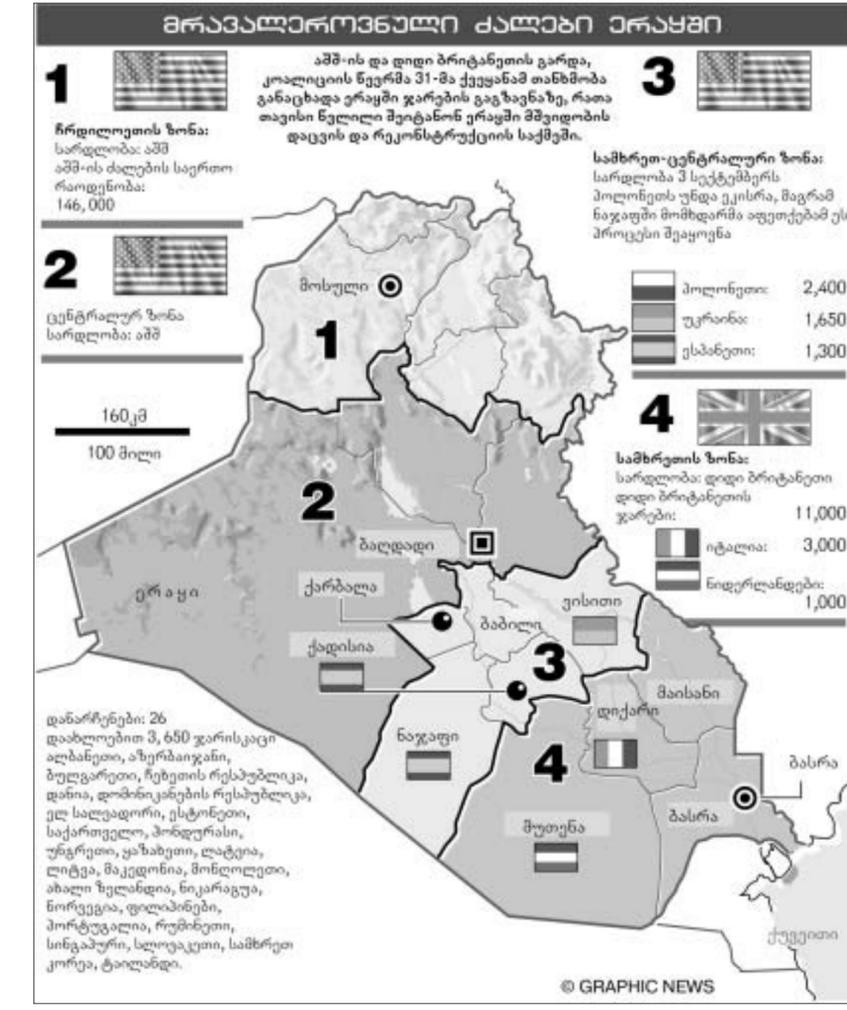 მრავალეროვნული ძალები ერაყში
1
ჩრდილოეთის ზონა:
სარდლობა: აშშ
აშშ-ის ძალების საერთო
რაოდენობა:
146,000
2
ცენტრალურ ზონა
სარდლობა: აშშ
160კმ
100 მილი
აშშ-ის და დიდი ბრიტანეთის გარდა,
კოალიციის წევრმა 31-მა ქვეყანამ თანხმობა
განაცხადა ერაყში ჯარების გაგზავნაზე, რათა
თავისი წვლილი შეიტანონ ერაყში მშვიდობის
დაცვის და რეკონსტრუქციის საქმეში.
3
სამხრეთ-ცენტრალური ზონა:
სარდლობა 3 სექტემბერს
პოლონეთს უნდა ეკისრა, მაგრამ
ნაჯაფში მომხდარმა აფეთქებამ ეს
პროცესი შეაყოვნა
პოლონეთი: 2,400
უკრაინა: 1,650
ესპანეთი: 1,300
4
სამხრეთის ზონა:
სარდლობა: დიდი ბრიტანეთი
დიდი ბრიტანეთის
ჯარები: 11,000
იტალია: 3,000
ნიდერლანდები:
1,000
მოსული
1
2
ბაღდადი
ერაყი
ქარბალა
ბაბილი
ვისითი
ქადისია
3
მაისანი
დიქარი
ნაჯაფი
4
ბასრა
ბასრა
მუთენა
ქუვეითი
დანარჩენები: 26
დაახლოებით 3, 650 ჯარისკაცი
ალბანეთი, აზერბაიჯანი,
ბულგარეთი, ჩეხეთის რესპუბლიკა,
დანია, დომინიკანების რესპუბლიკა,
ელ სალვადორი, ესტონეთი,
საქართველო, ჰონდურასი,
უნგრეთი, ყაზახეთი, ლატვია,
ლიტვა, მაკედონია, მონღოლეთი,
ახალი ზელანდია, ნიკარაგუა,
ნორვეგია, ფილიპინები,
პორტუგალია, რუმინეთი,
სინგაპური, სლოვაკეთი, სამხრეთ
კორეა, ტაილანდი.
© GRAPHIC NEWS